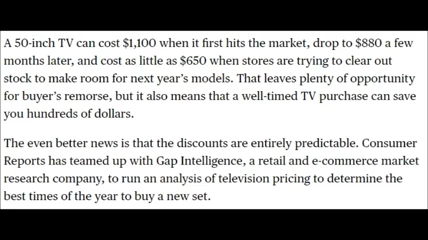 A 50-inch TV can cost $1,100 when it first hits the market, drop to $880 a few
months later, and cost as little as $650 when stores are trying to clear out
stock to make room for next year's models. That leaves plenty of opportunity
for buyer's remorse, but it also means that a well-timed TV purchase can save
you hundreds of dollars.
The even better news is that the discounts are entirely predictable. Consumer
Reports has teamed up with Gap Intelligence, a retail and e-commerce market
research company, to run an analysis of television pricing to determine the
best times of the year to buy a new set.